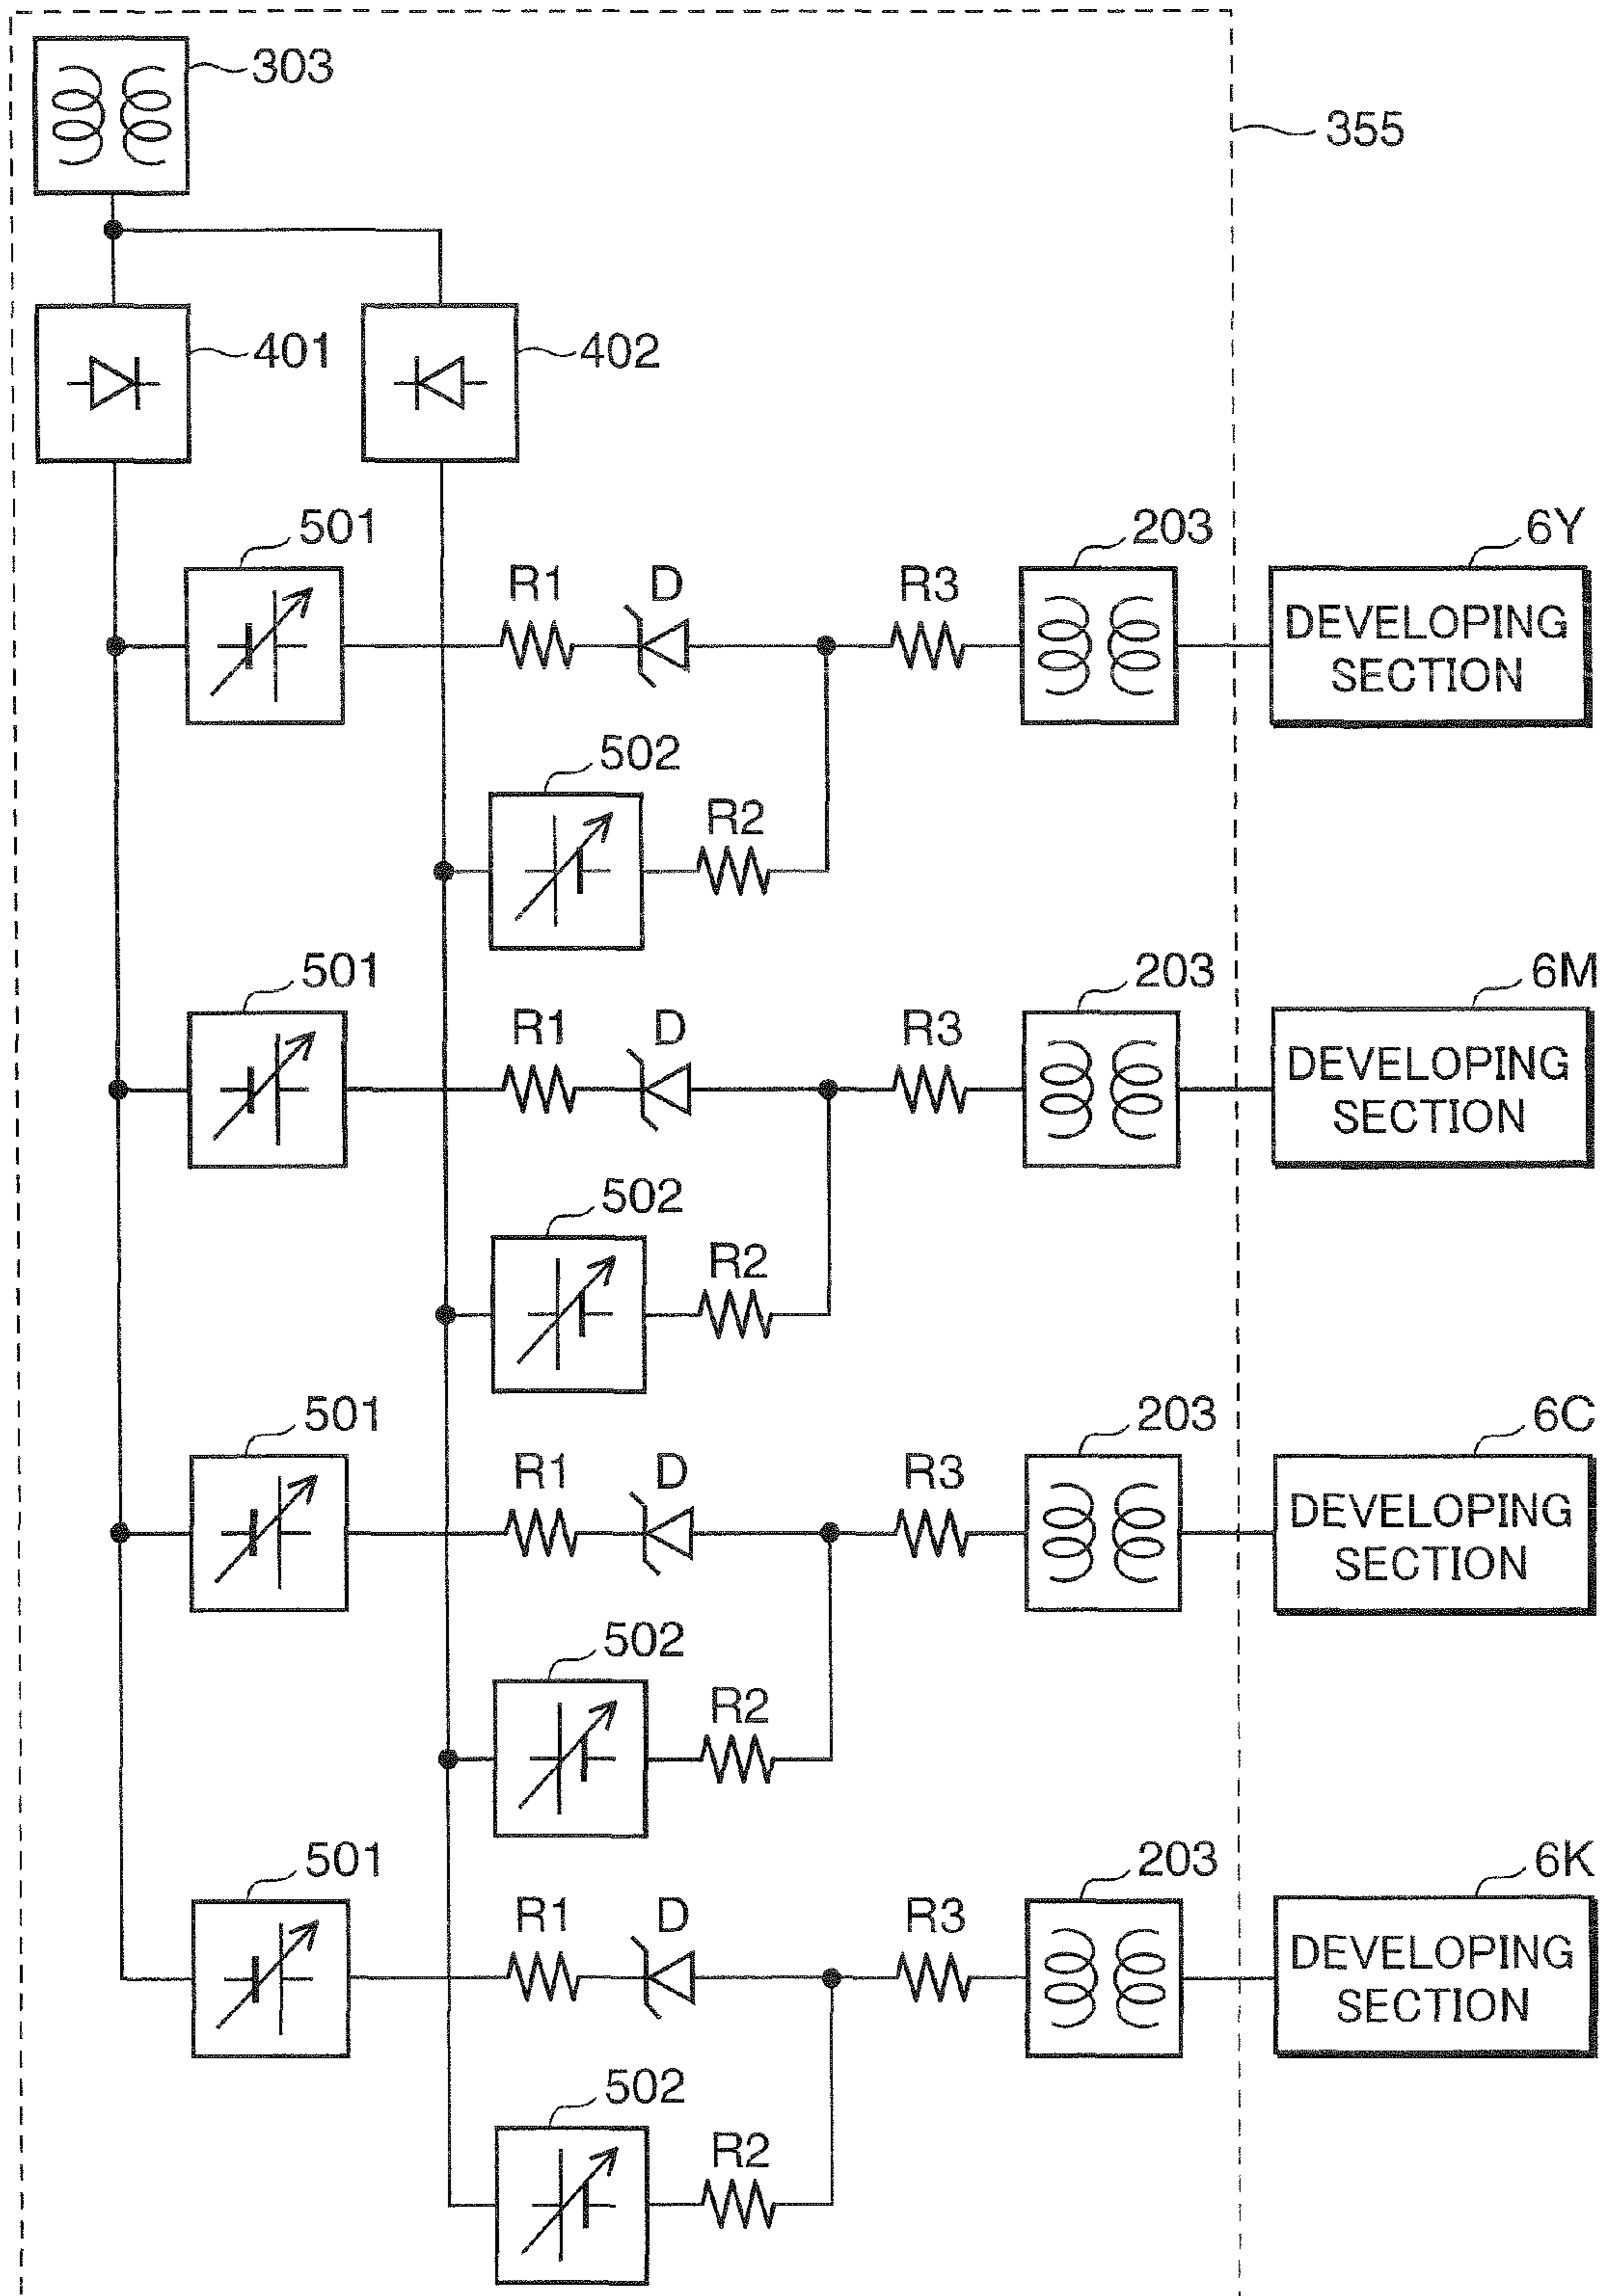 303
355
401
402
501
R1
D
R3
203
6Y
DEVELOPING
SECTION
502
R2
501
R1
D
R3
203
6M
DEVELOPING
SECTION
502
R2
501
R1
D
R3
203
6C
DEVELOPING
SECTION
502
R2
501
R1
D
R3
203
6K
DEVELOPING
SECTION
502
R2